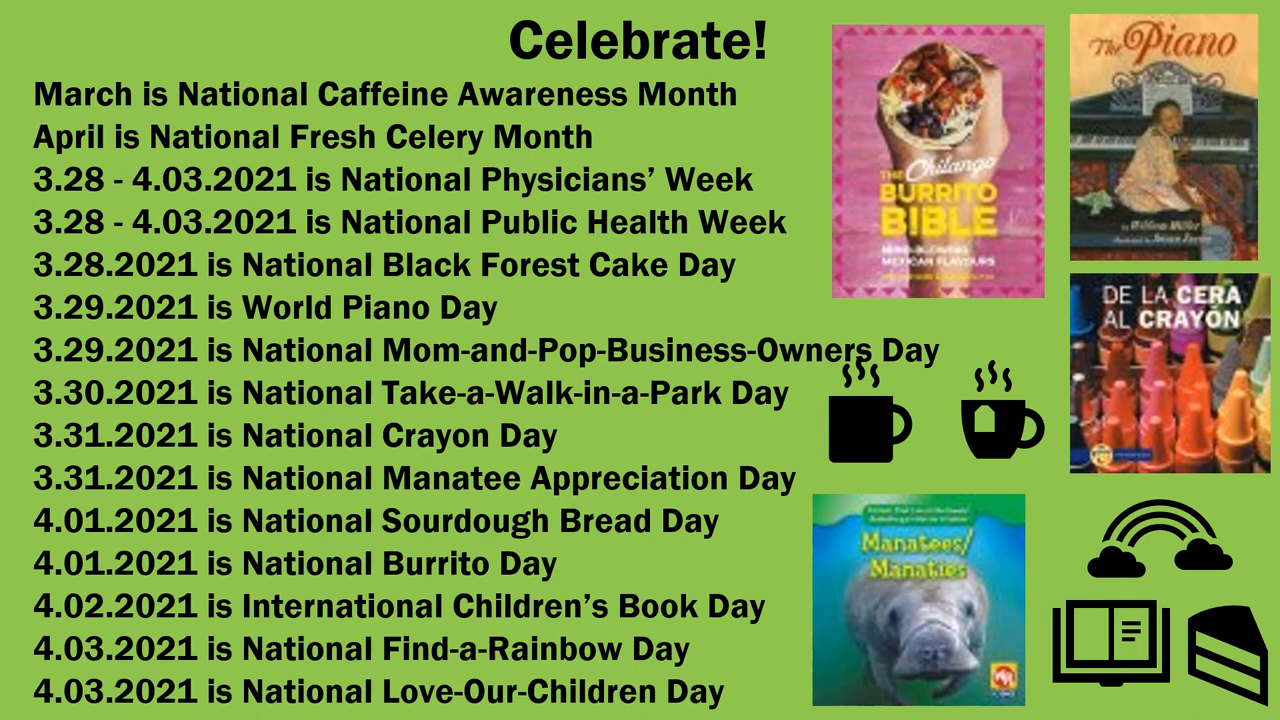 Celebrate!
March is National Caffeine Awareness Month
April is National Fresh Celery Month
3.28 - 4.03.2021 is National Physicians’ Week
3.28 - 4.03.2021 is National Public Health Week
3.28.2021 is National Black Forest Cake Day
3.29.2021 is World Piano Day
3.29.2021 is National Mom-and-Pop-Business-Owners Day
3.30.2021 is National Take-a-Walk-in-a-Park Day
3.31.2021 is National Crayon Day
3.31.2021 is National Manatee Appreciation Day
4.01.2021 is National Sourdough Bread Day
4.01.2021 is National Burrito Day
4.02.2021 is International Children’s Book Day
4.03.2021 is National Find-a-Rainbow Day
4.03.2021 is National Love-Our-Children Day
THE Chilango
BURRITO
BIBLE
MIND-BLOWING
MEXICAN FLAVOURS
The Piano
by William Miller
DE LA CERA
AL CRAYÓN
Manatees/
Manatíes